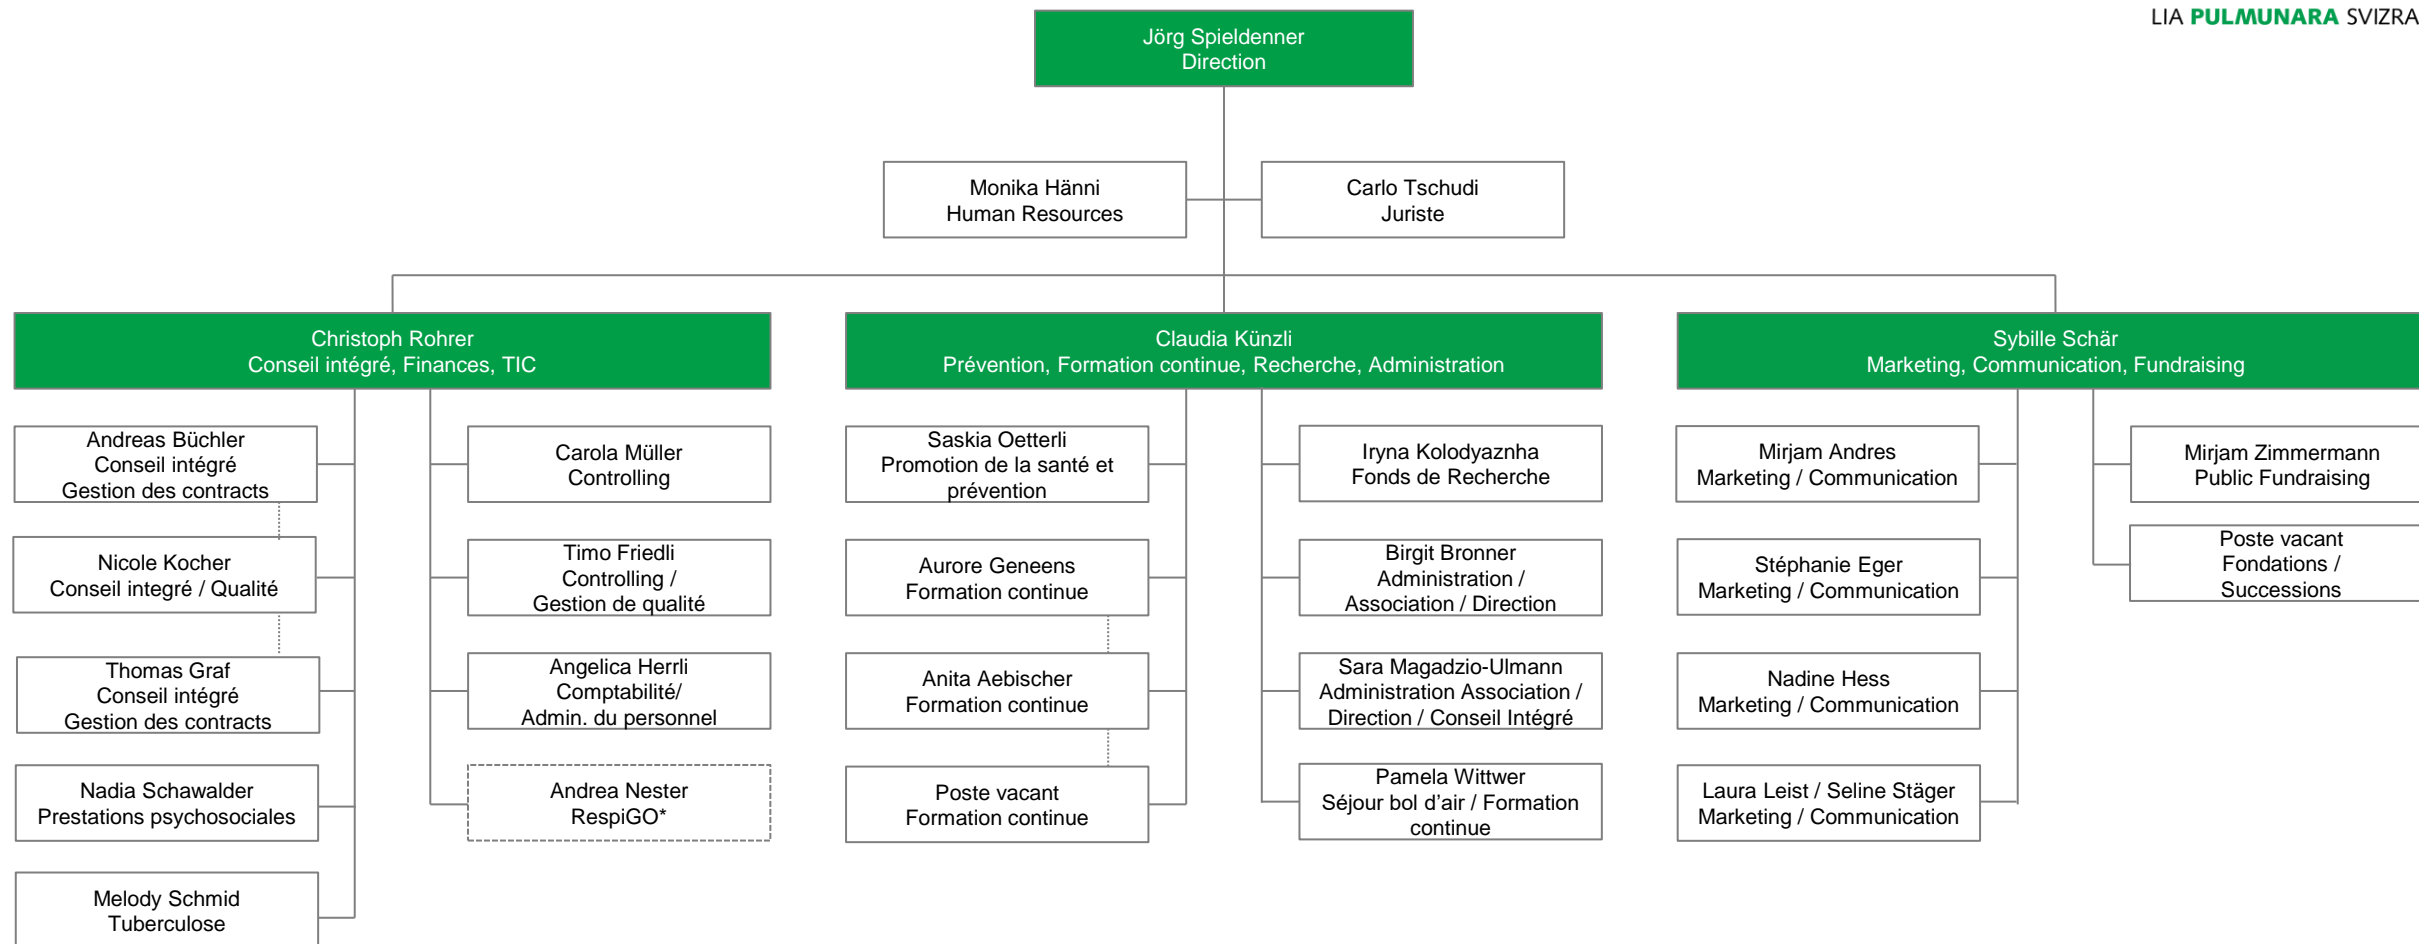 LIA PULMUNARA SVIZRA
Jörg Spieldenner
Direction
Monika Hänni
Human Resources
Carlo Tschudi
Juriste
Christoph Rohrer
Conseil intégré, Finances, TIC
Claudia Künzli
Prévention, Formation continue, Recherche, Administration
Sybille Schär
Marketing, Communication, Fundraising
Andreas Büchler
Conseil intégré
Gestion des contracts
Nicole Kocher
Conseil integré / Qualité
Thomas Graf
Conseil intégré
Gestion des contracts
Nadia Schawalder
Prestations psychosociales
Melody Schmid
Tuberculose
Carola Müller
Controlling
Timo Friedli
Controlling /
Gestion de qualité
Angelica Herrli
Comptabilité/
Admin. du personnel
Andrea Nester
RespiGO*
Saskia Oetterli
Promotion de la santé et
prévention
Aurore Geneens
Formation continue
Anita Aebischer
Formation continue
Poste vacant
Formation continue
Iryna Kolodyaznha
Fonds de Recherche
Birgit Bronner
Administration /
Association / Direction
Sara Magadzio-Ulmann
Administration Association /
Direction / Conseil Intégré
Pamela Wittwer
Séjour bol d’air / Formation
continue
Mirjam Andres
Marketing / Communication
Stéphanie Eger
Marketing / Communication
Nadine Hess
Marketing / Communication
Laura Leist / Seline Stäger
Marketing / Communication
Mirjam Zimmermann
Public Fundraising
Poste vacant
Fondations /
Successions